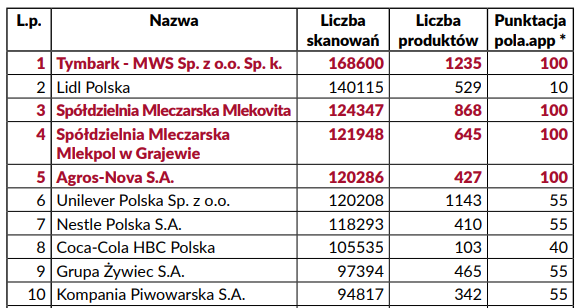 L.p. Nazwa Liczba skanowań Liczba produktów Punktacja pola.app *
1 Tymbark - MWS Sp. z o.o. Sp. k. 168600 1235 100
2 Lidl Polska 140115 529 10
3 Spółdzielnia Mleczarska Mlekovita 124347 868 100
4 Spółdzielnia Mleczarska Mlekpol w Grajewie 121948 645 100
5 Agros-Nova S.A. 120286 427 100
6 Unilever Polska Sp. z o.o. 120208 1143 55
7 Nestle Polska S.A. 118293 410 55
8 Coca-Cola HBC Polska 105535 103 40
9 Grupa Żywiec S.A. 97394 465 55
10 Kompania Piwowarska S.A. 94817 342 55